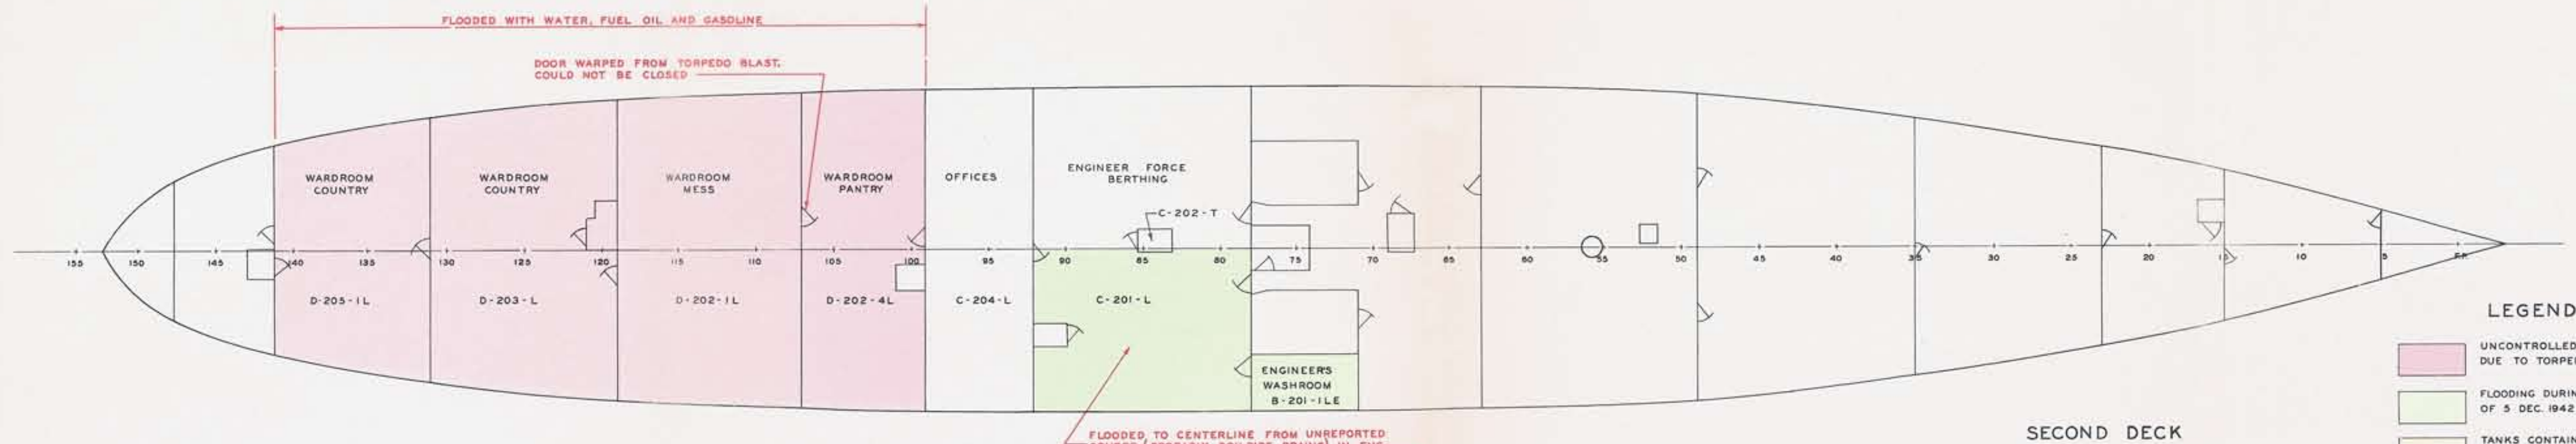 FLOODED WITH WATER, FUEL OIL AND GASOLINE
DOOR WARPED FROM TORPEDO BLAST.
COULD NOT BE CLOSED
WARDROOM
COUNTRY
WARDROOM
COUNTRY
WARDROOM
MESS
WARDROOM
PANTRY
OFFICES
ENGINEER FORCE
BERTHING
C-202-T
155 150 145 140 135 130 125 120 115 110 105 100 95 90 85 80 75 70 65 60 55 50 45 40 35 30 25 20 15 10 5 F.P.
D-205-1L
D-203-L
D-202-1L
D-202-4L
C-204-L
C-201-L
ENGINEER'S
WASHROOM
B-201-1LE
FLOODED TO CENTERLINE FROM UNREPORTED
LEGEND
UNCONTROLLED
DUE TO
FLOODING
OF 5 DEC. 1942
TANKS
SECOND DECK